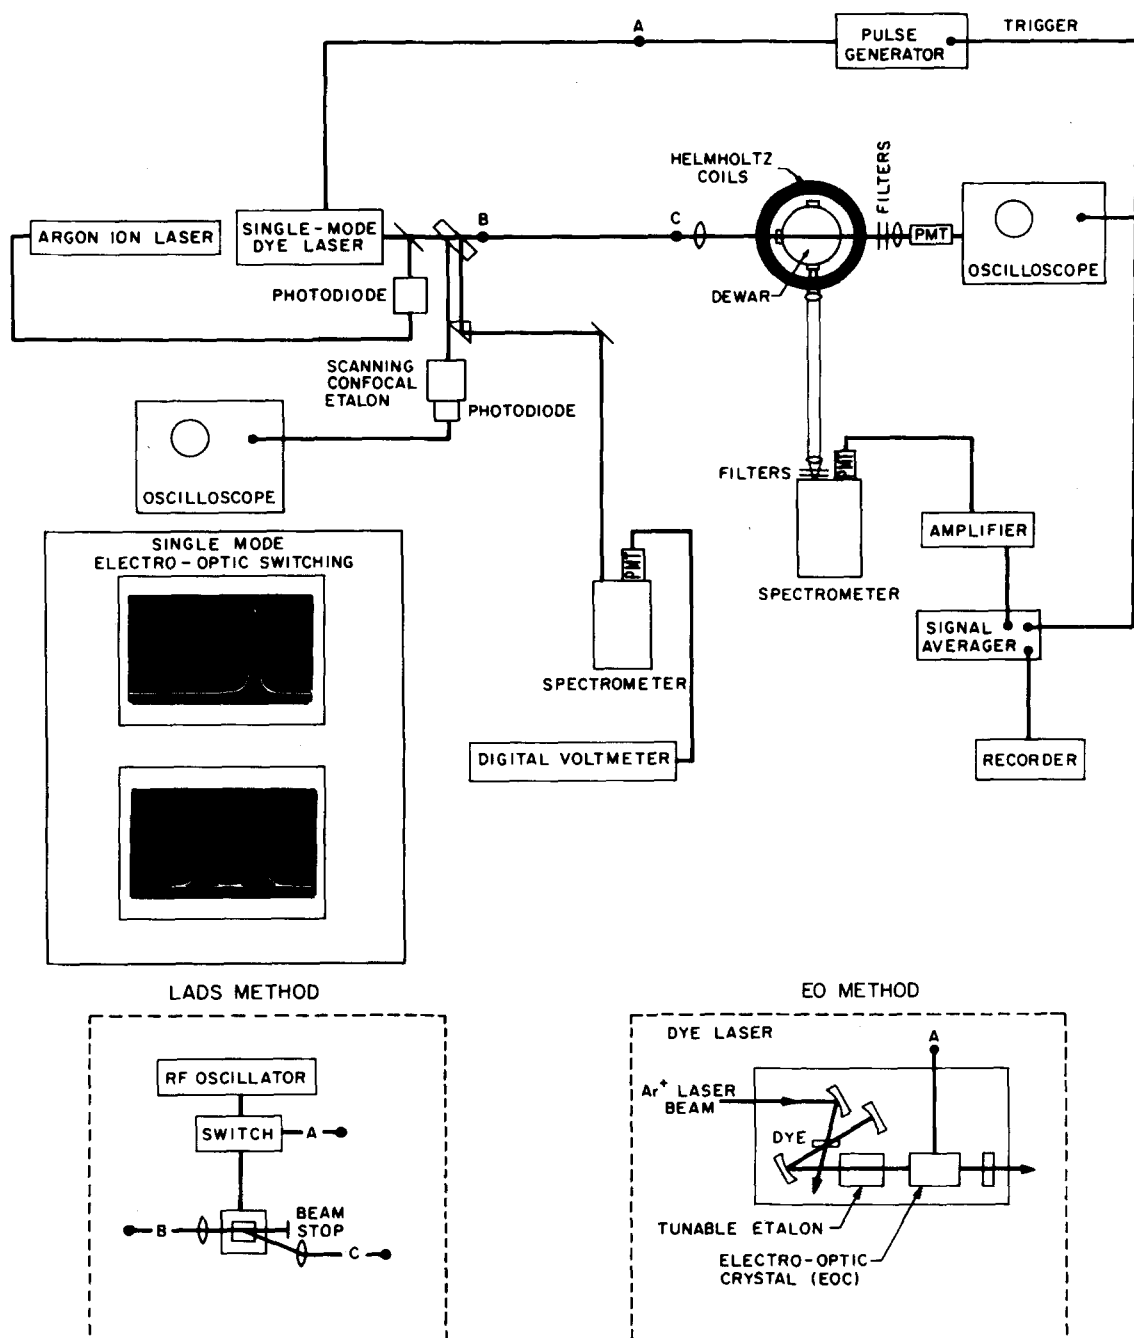 A
PULSE
GENERATOR
TRIGGER
HELMHOLTZ
COILS
FILTERS
ARGON ION LASER
SINGLE-MODE
DYE LASER
B
C
PMT
OSCILLOSCOPE
PHOTODIODE
DEWAR
SCANNING
CONFOCAL
ETALON
PHOTODIODE
OSCILLOSCOPE
FILTERS
PMT
SPECTROMETER
AMPLIFIER
SINGLE MODE
ELECTRO-OPTIC SWITCHING
PMT
SPECTROMETER
SIGNAL
AVERAGER
DIGITAL VOLTMETER
RECORDER
LADS METHOD
RF OSCILLATOR
SWITCH
A
BEAM
STOP
B
C
EO METHOD
DYE LASER
A
Ar+ LASER
BEAM
DYE
TUNABLE ETALON
ELECTRO-OPTIC
CRYSTAL (EOC)